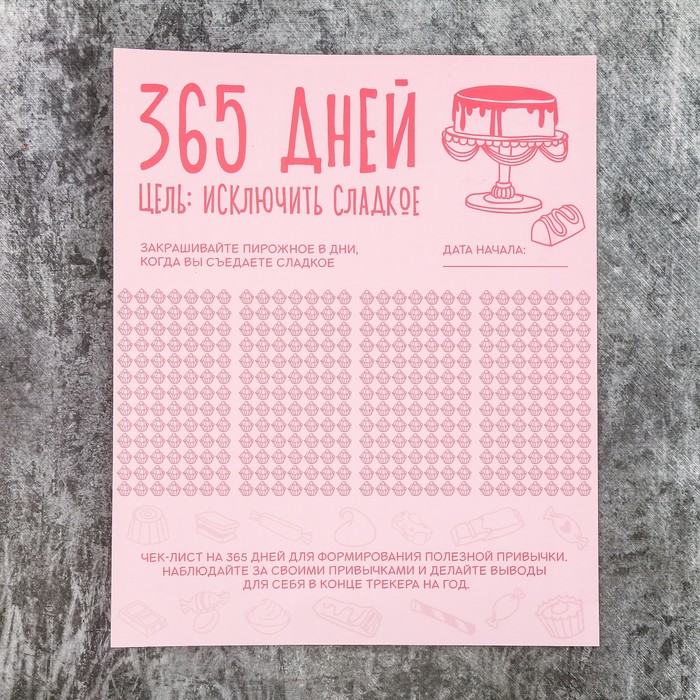 365 ДНЕЙ
ЦЕЛЬ: ИСКЛЮЧИТЬ СЛАДКОЕ
ЗАКРАШИВАЙТЕ ПИРОЖНОЕ В ДНИ,
КОГДА ВЫ СЪЕДАЕТЕ СЛАДКОЕ
ДАТА НАЧАЛА:
ЧЕК-ЛИСТ НА 365 ДНЕЙ ДЛЯ ФОРМИРОВАНИЯ ПОЛЕЗНОЙ ПРИВЫЧКИ.
НАБЛЮДАЙТЕ ЗА СВОИМИ ПРИВЫЧКАМИ И ДЕЛАЙТЕ ВЫВОДЫ
ДЛЯ СЕБЯ В КОНЦЕ ТРЕКЕРА НА ГОД.